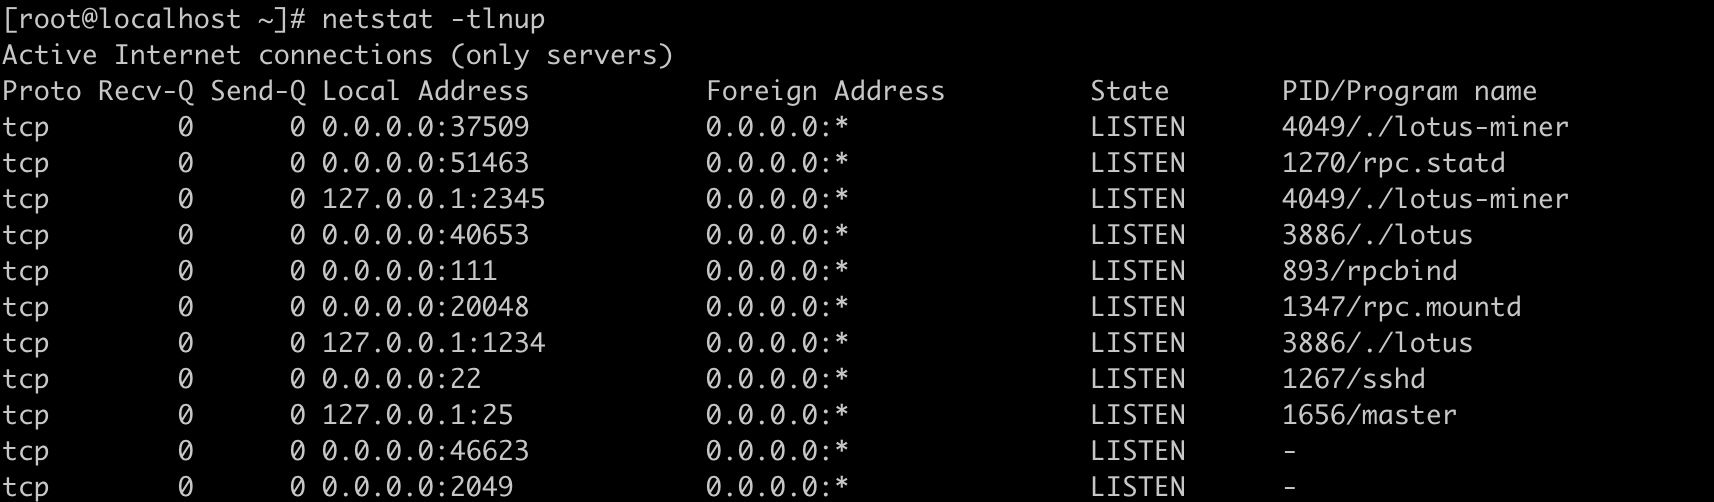 [root@localhost ~]# netstat -tlnup
Active Internet connections (only servers)
Proto Recv-Q Send-Q Local Address           Foreign Address         State       PID/Program name
tcp        0      0 0.0.0.0:37509           0.0.0.0:*               LISTEN      4049/./lotus-miner
tcp        0      0 0.0.0.0:51463           0.0.0.0:*               LISTEN      1270/rpc.statd
tcp        0      0 127.0.0.1:2345          0.0.0.0:*               LISTEN      4049/./lotus-miner
tcp        0      0 0.0.0.0:40653           0.0.0.0:*               LISTEN      3886/./lotus
tcp        0      0 0.0.0.0:111             0.0.0.0:*               LISTEN      893/rpcbind
tcp        0      0 0.0.0.0:20048           0.0.0.0:*               LISTEN      1347/rpc.mountd
tcp        0      0 127.0.0.1:1234          0.0.0.0:*               LISTEN      3886/./lotus
tcp        0      0 0.0.0.0:22              0.0.0.0:*               LISTEN      1267/sshd
tcp        0      0 127.0.0.1:25            0.0.0.0:*               LISTEN      1656/master
tcp        0      0 0.0.0.0:46623           0.0.0.0:*               LISTEN      -
tcp        0      0 0.0.0.0:2049            0.0.0.0:*               LISTEN      -